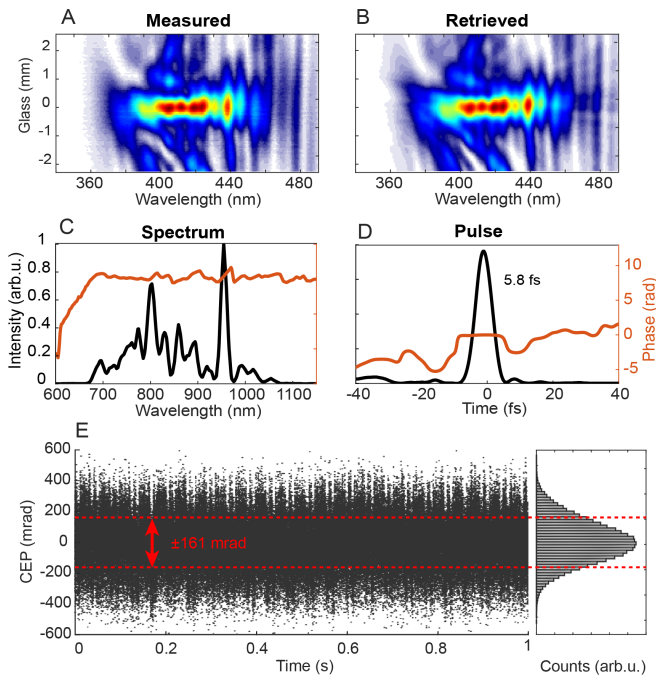 A Measured
B Retrieved
Glass (mm)
2
1
0
-1
-2
360 400 440 480
Wavelength (nm)
360 400 440 480
Wavelength (nm)
C Spectrum
D Pulse
Intensity (arb.u.)
1
0.8
0.6
0.4
0.2
0
600 700 800 900 1000 1100
Wavelength (nm)
5.8 fs
-40 -20 0 20 40
Time (fs)
10
5
0
-5
Phase (rad)
E
CEP (mrad)
600
400
200
0
-200
-400
-600
±161 mrad
0 0.2 0.4 0.6 0.8 1
Time (s)
Counts (arb.u.)